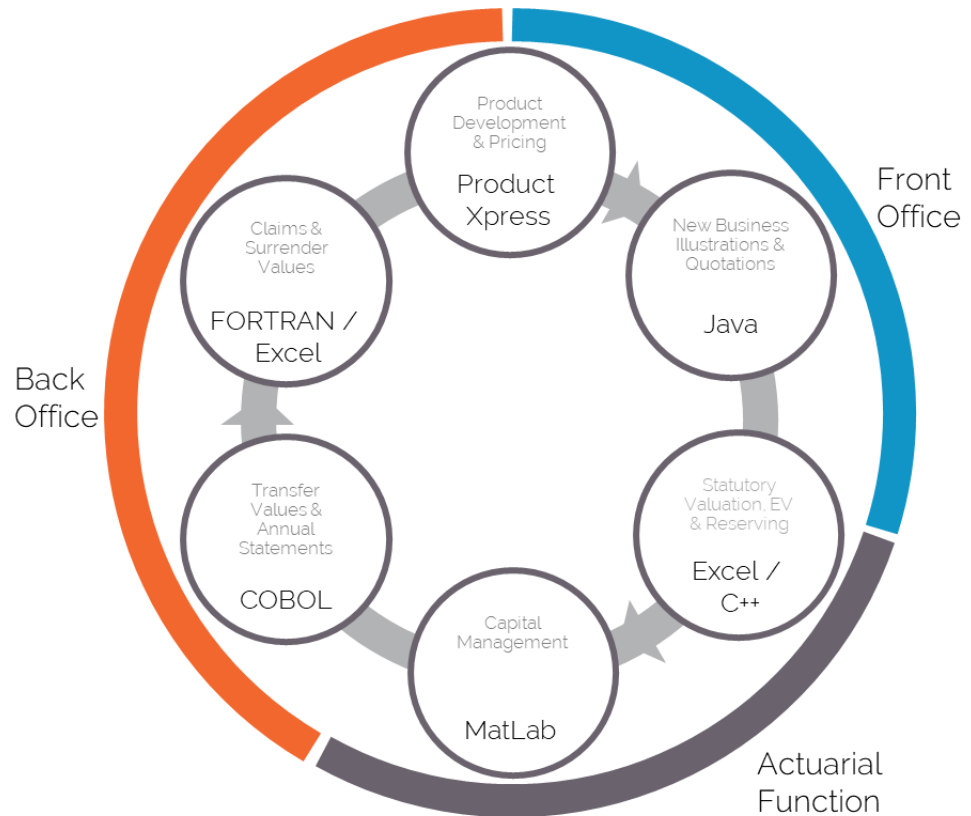 Product
Development
& Pricing
Product
Xpress
New Business
Illustrations &
Quotations
Java
Front
Office
Statutory
Valuation, EV
& Reserving
Excel /
C++
Actuarial
Function
Capital
Management
MatLab
Transfer
Values &
Annual
Statements
COBOL
Back
Office
Claims &
Surrender
Values
FORTRAN /
Excel